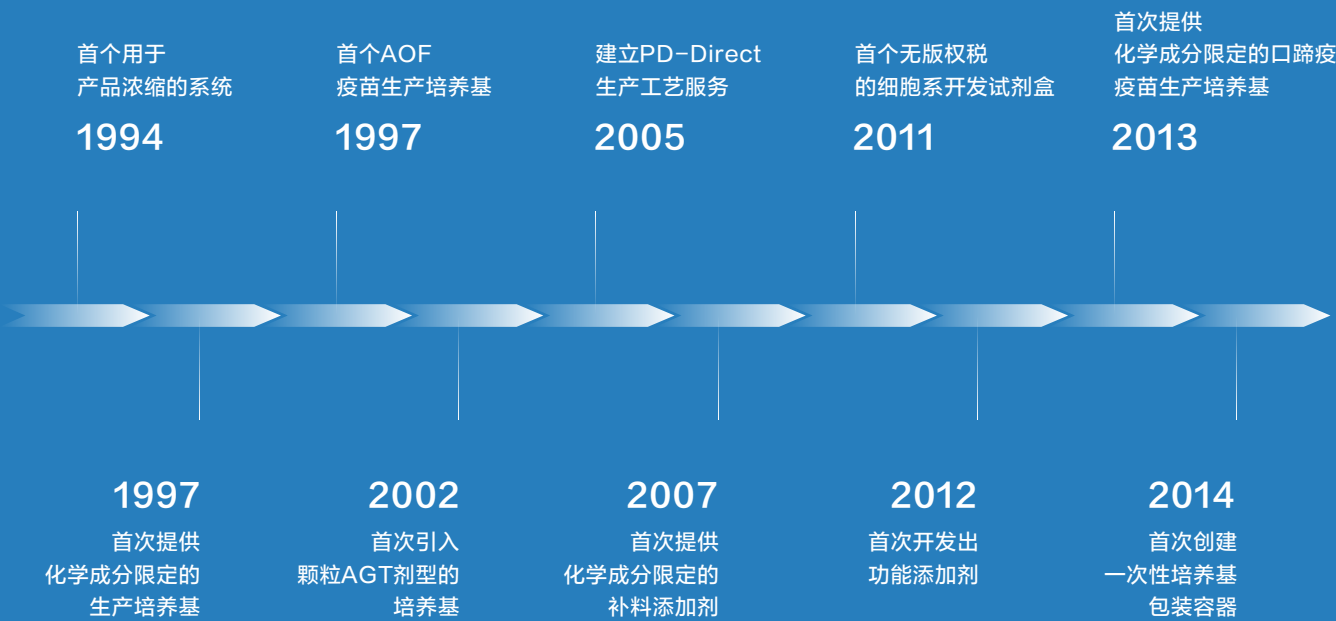 首个用于
产品浓缩的系统
1994
首个AOF
疫苗生产培养基
1997
建立PD-Direct
生产工艺服务
2005
首个无版权税
的细胞系开发试剂盒
2011
首次提供
化学成分限定的口蹄疫
疫苗生产培养基
2013
1997
首次提供
化学成分限定的
生产培养基
2002
首次引入
颗粒AGT剂型的
培养基
2007
首次提供
化学成分限定的
补料添加剂
2012
首次开发出
功能添加剂
2014
首次创建
一次性培养基
包装容器